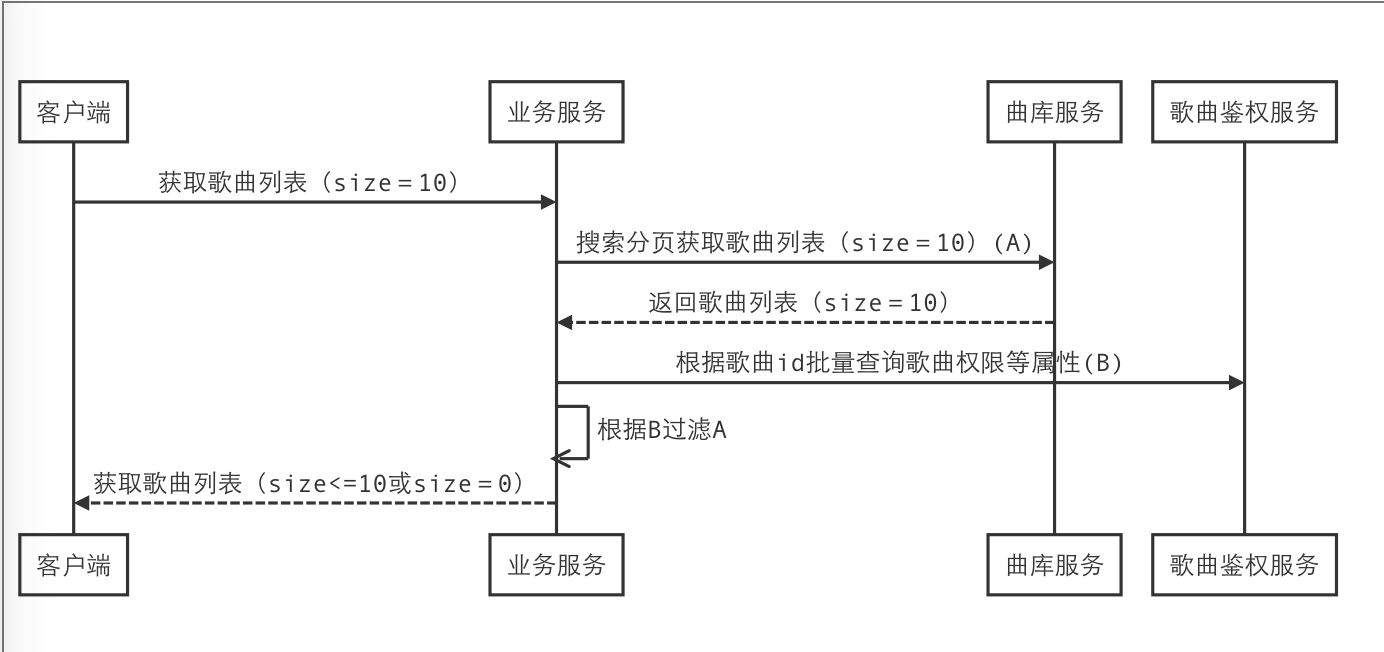 客户端
业务服务
曲库服务
歌曲鉴权服务
获取歌曲列表（size=10）
搜索分页获取歌曲列表（size=10）(A)
返回歌曲列表（size=10）
根据歌曲id批量查询歌曲权限等属性(B)
根据B过滤A
获取歌曲列表（size<=10或size=0）
客户端
业务服务
曲库服务
歌曲鉴权服务